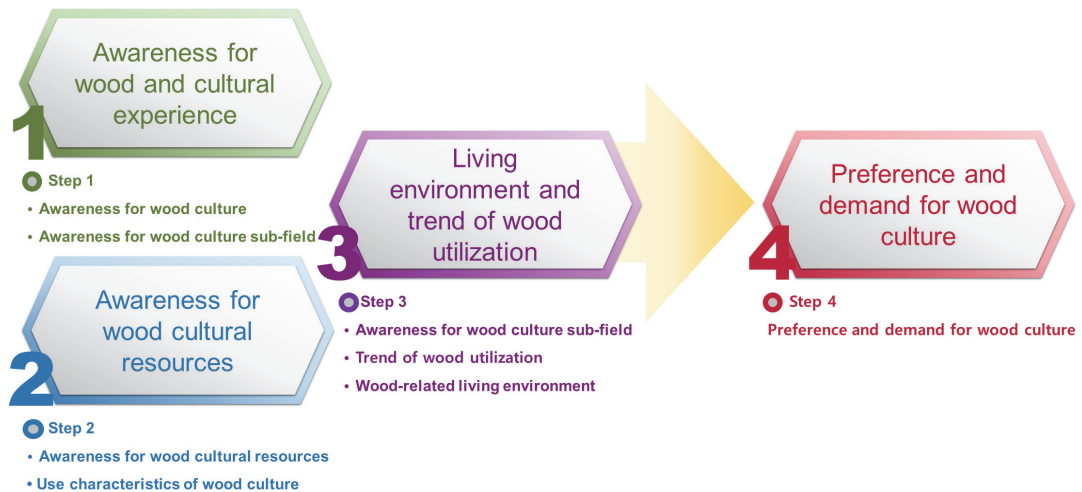 Awareness for
wood and cultural
experience
1
Step 1
• Awareness for wood culture
• Awareness for wood culture sub-field
Awareness for
wood cultural
resources
2
Step 2
• Awareness for wood cultural resources
• Use characteristics of wood culture
Living
environment and
trend of wood
utilization
3
Step 3
• Awareness for wood culture sub-field
• Trend of wood utilization
• Wood-related living environment
Preference and
demand for wood
culture
4
Step 4
Preference and demand for wood culture